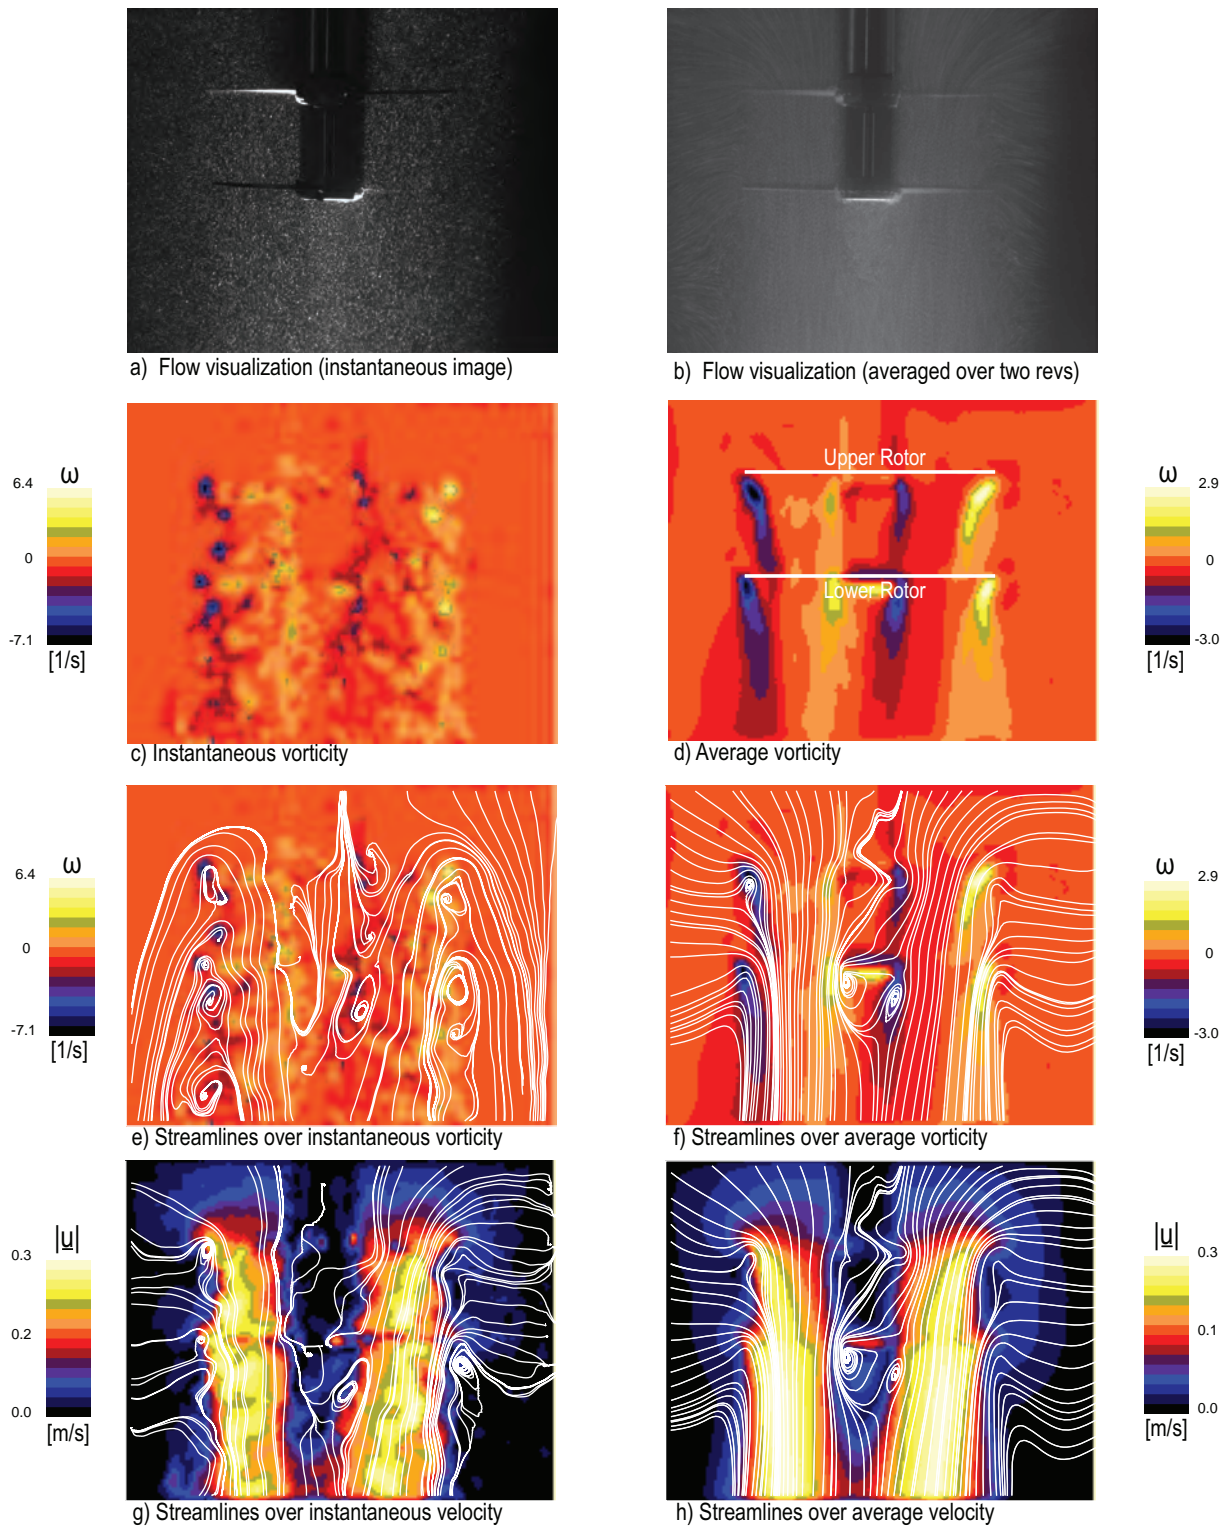 a) Flow visualization (instantaneous image)
b) Flow visualization (averaged over two revs)
ω
6.4
0
-7.1
[1/s]
c) Instantaneous vorticity
Upper Rotor
Lower Rotor
d) Average vorticity
ω
2.9
0
-3.0
[1/s]
ω
6.4
0
-7.1
[1/s]
e) Streamlines over instantaneous vorticity
f) Streamlines over average vorticity
ω
2.9
0
-3.0
[1/s]
|u|
0.3
0.2
0.0
[m/s]
g) Streamlines over instantaneous velocity
h) Streamlines over average velocity
|u|
0.3
0.1
0.0
[m/s]